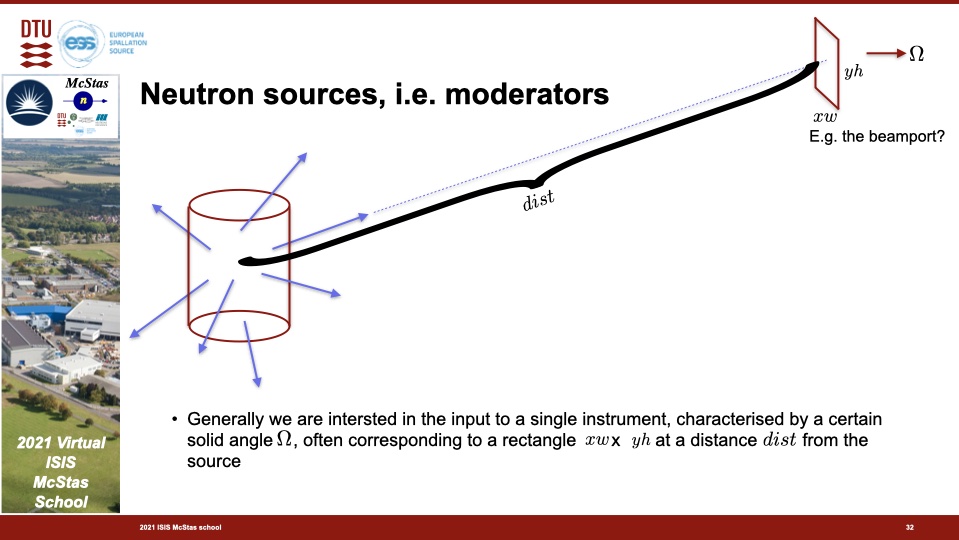 DTU
ess
EUROPEAN
SPALLATION
SOURCE
McStas
n
DTU
Neutron sources, i.e. moderators
Ω
yh
xw
E.g. the beamport?
dist
• Generally we are intersted in the input to a single instrument, characterised by a certain
solid angle Ω, often corresponding to a rectangle xw x yh at a distance dist from the
source
2021 Virtual
ISIS
McStas
School
2021 ISIS McStas school
32